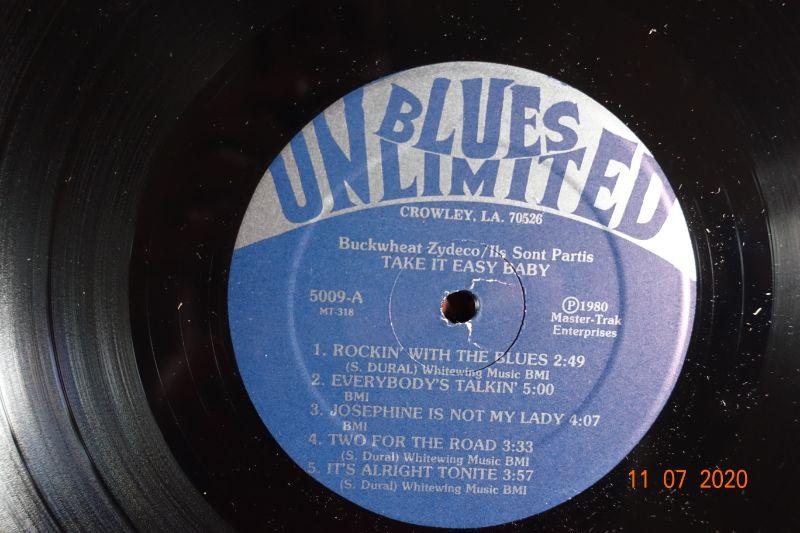 BLUES
UNLIMITED
CROWLEY, LA. 70526
Buckwheat Zydeco/Ils Sont Partis
TAKE IT EASY BABY
5009-A
MT-318
Ⓟ1980
Master-Trak
Enterprises
1. ROCKIN' WITH THE BLUES 2:49
(S. DURAL) Whitewing Music BMI
2. EVERYBODY'S TALKIN' 5:00
BMI
3. JOSEPHINE IS NOT MY LADY 4:07
BMI
4. TWO FOR THE ROAD 3:33
(S. Dural) Whitewing Music BMI
5. IT'S ALRIGHT TONITE 3:57
(S. Dural) Whitewing Music BMI
11 07 2020